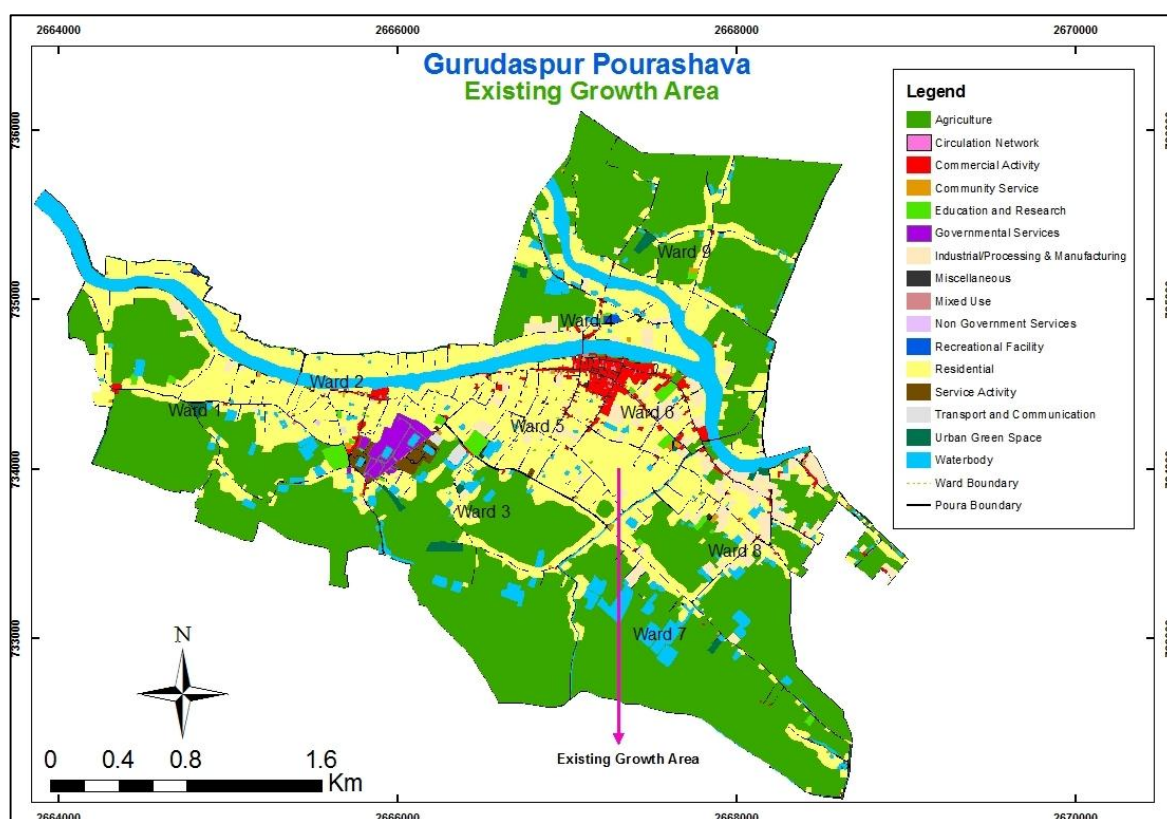 2664000 2666000 2668000 2670000
Gurudaspur Pourashava
Existing Growth Area
736000
735000
734000
733000
Legend
Agriculture
Circulation Network
Commercial Activity
Community Service
Education and Research
Governmental Services
Industrial/Processing & Manufacturing
Miscellaneous
Mixed Use
Non Government Services
Recreational Facility
Residential
Service Activity
Transport and Communication
Urban Green Space
Waterbody
Ward Boundary
Poura Boundary
Ward 9
Ward 4
Ward 2
Ward 1
Ward 6
Ward 5
Ward 3
Ward 8
Ward 7
N
Existing Growth Area
0 0.4 0.8 1.6
Km
2664000 2666000 2668000 2670000